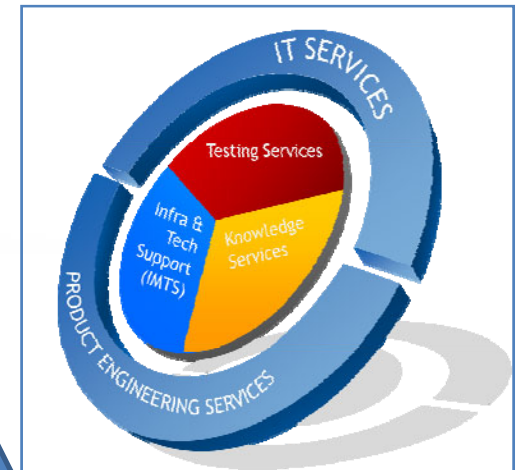 IT SERVICES
Testing Services
Infra &
Tech
Support
(IMTS)
Knowledge
Services
PRODUCT ENGINEERING SERVICES